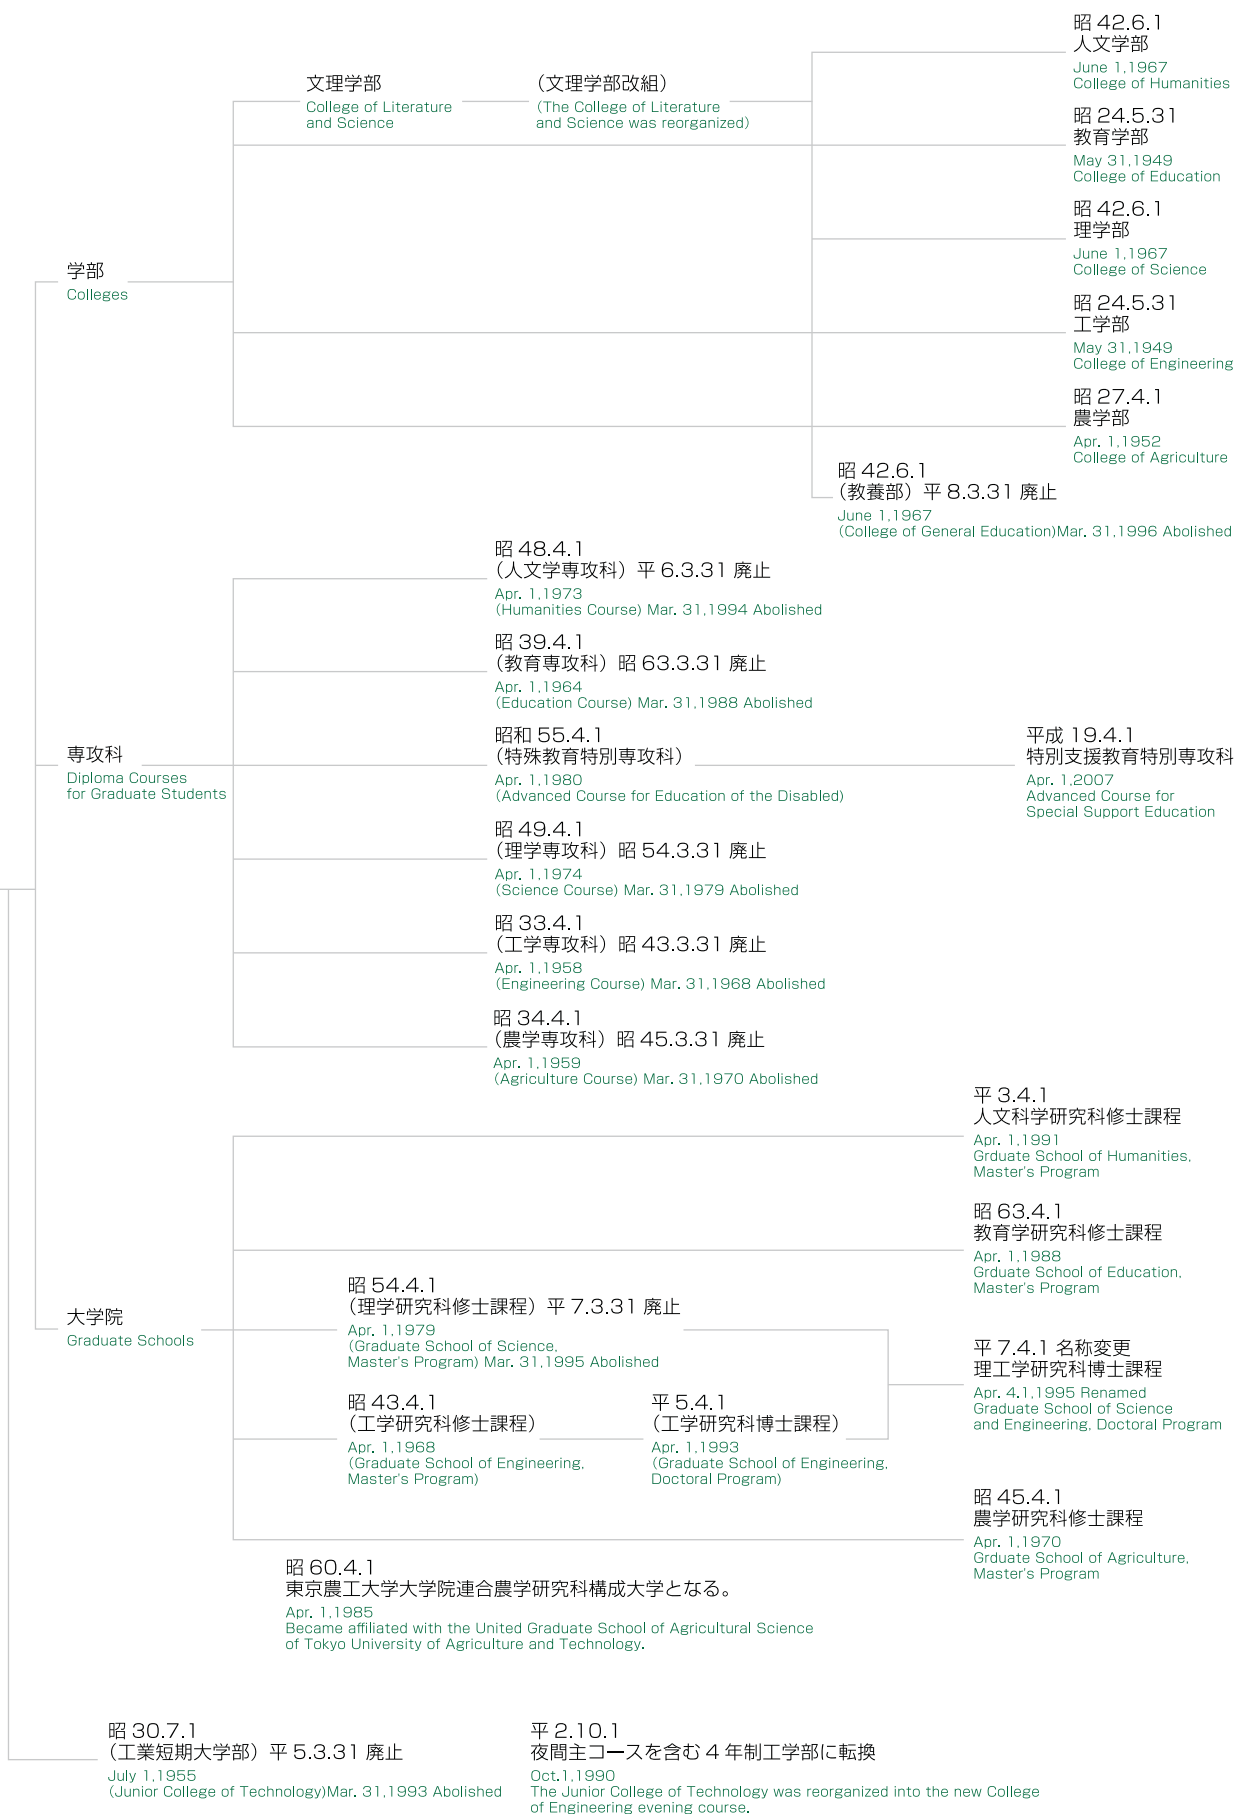 昭 42.6.1
人文学部
June 1,1967
College of Humanities
文理学部
College of Literature
and Science
（文理学部改組）
(The College of Literature
and Science was reorganized)
昭 24.5.31
教育学部
May 31,1949
College of Education
昭 42.6.1
理学部
June 1,1967
College of Science
学部
Colleges
昭 24.5.31
工学部
May 31,1949
College of Engineering
昭 27.4.1
農学部
Apr. 1,1952
College of Agriculture
昭 42.6.1
（教養部）平 8.3.31 廃止
June 1,1967
(College of General Education)Mar. 31,1996 Abolished
昭 48.4.1
（人文学専攻科）平 6.3.31 廃止
Apr. 1,1973
(Humanities Course) Mar. 31,1994 Abolished
昭 39.4.1
（教育専攻科）昭 63.3.31 廃止
Apr. 1,1964
(Education Course) Mar. 31,1988 Abolished
専攻科
Diploma Courses
for Graduate Students
昭和 55.4.1
（特殊教育特別専攻科）
Apr. 1,1980
(Advanced Course for Education of the Disabled)
平成 19.4.1
特別支援教育特別専攻科
Apr. 1,2007
Advanced Course for
Special Support Education
昭 49.4.1
（理学専攻科）昭 54.3.31 廃止
Apr. 1,1974
(Science Course) Mar. 31,1979 Abolished
昭 33.4.1
（工学専攻科）昭 43.3.31 廃止
Apr. 1,1958
(Engineering Course) Mar. 31,1968 Abolished
昭 34.4.1
（農学専攻科）昭 45.3.31 廃止
Apr. 1,1959
(Agriculture Course) Mar. 31,1970 Abolished
平 3.4.1
人文科学研究科修士課程
Apr. 1,1991
Grduate School of Humanities,
Master's Program
昭 63.4.1
教育学研究科修士課程
Apr. 1,1988
Grduate School of Education,
Master's Program
大学院
Graduate Schools
昭 54.4.1
（理学研究科修士課程）平 7.3.31 廃止
Apr. 1,1979
(Graduate School of Science,
Master's Program) Mar. 31,1995 Abolished
平 7.4.1 名称変更
理工学研究科博士課程
Apr. 4.1,1995 Renamed
Graduate School of Science
and Engineering, Doctoral Program
昭 43.4.1
（工学研究科修士課程）
Apr. 1,1968
(Graduate School of Engineering,
Master's Program)
平 5.4.1
（工学研究科博士課程）
Apr. 1,1993
(Graduate School of Engineering,
Doctoral Program)
昭 45.4.1
農学研究科修士課程
Apr. 1,1970
Grduate School of Agriculture,
Master's Program
昭 60.4.1
東京農工大学大学院連合農学研究科構成大学となる。
Apr. 1,1985
Became affiliated with the United Graduate School of Agricultural Science
of Tokyo University of Agriculture and Technology.
昭 30.7.1
（工業短期大学部）平 5.3.31 廃止
July 1,1955
(Junior College of Technology)Mar. 31,1993 Abolished
平 2.10.1
夜間主コースを含む 4 年制工学部に転換
Oct.1,1990
The Junior College of Technology was reorganized into the new College
of Engineering evening course.